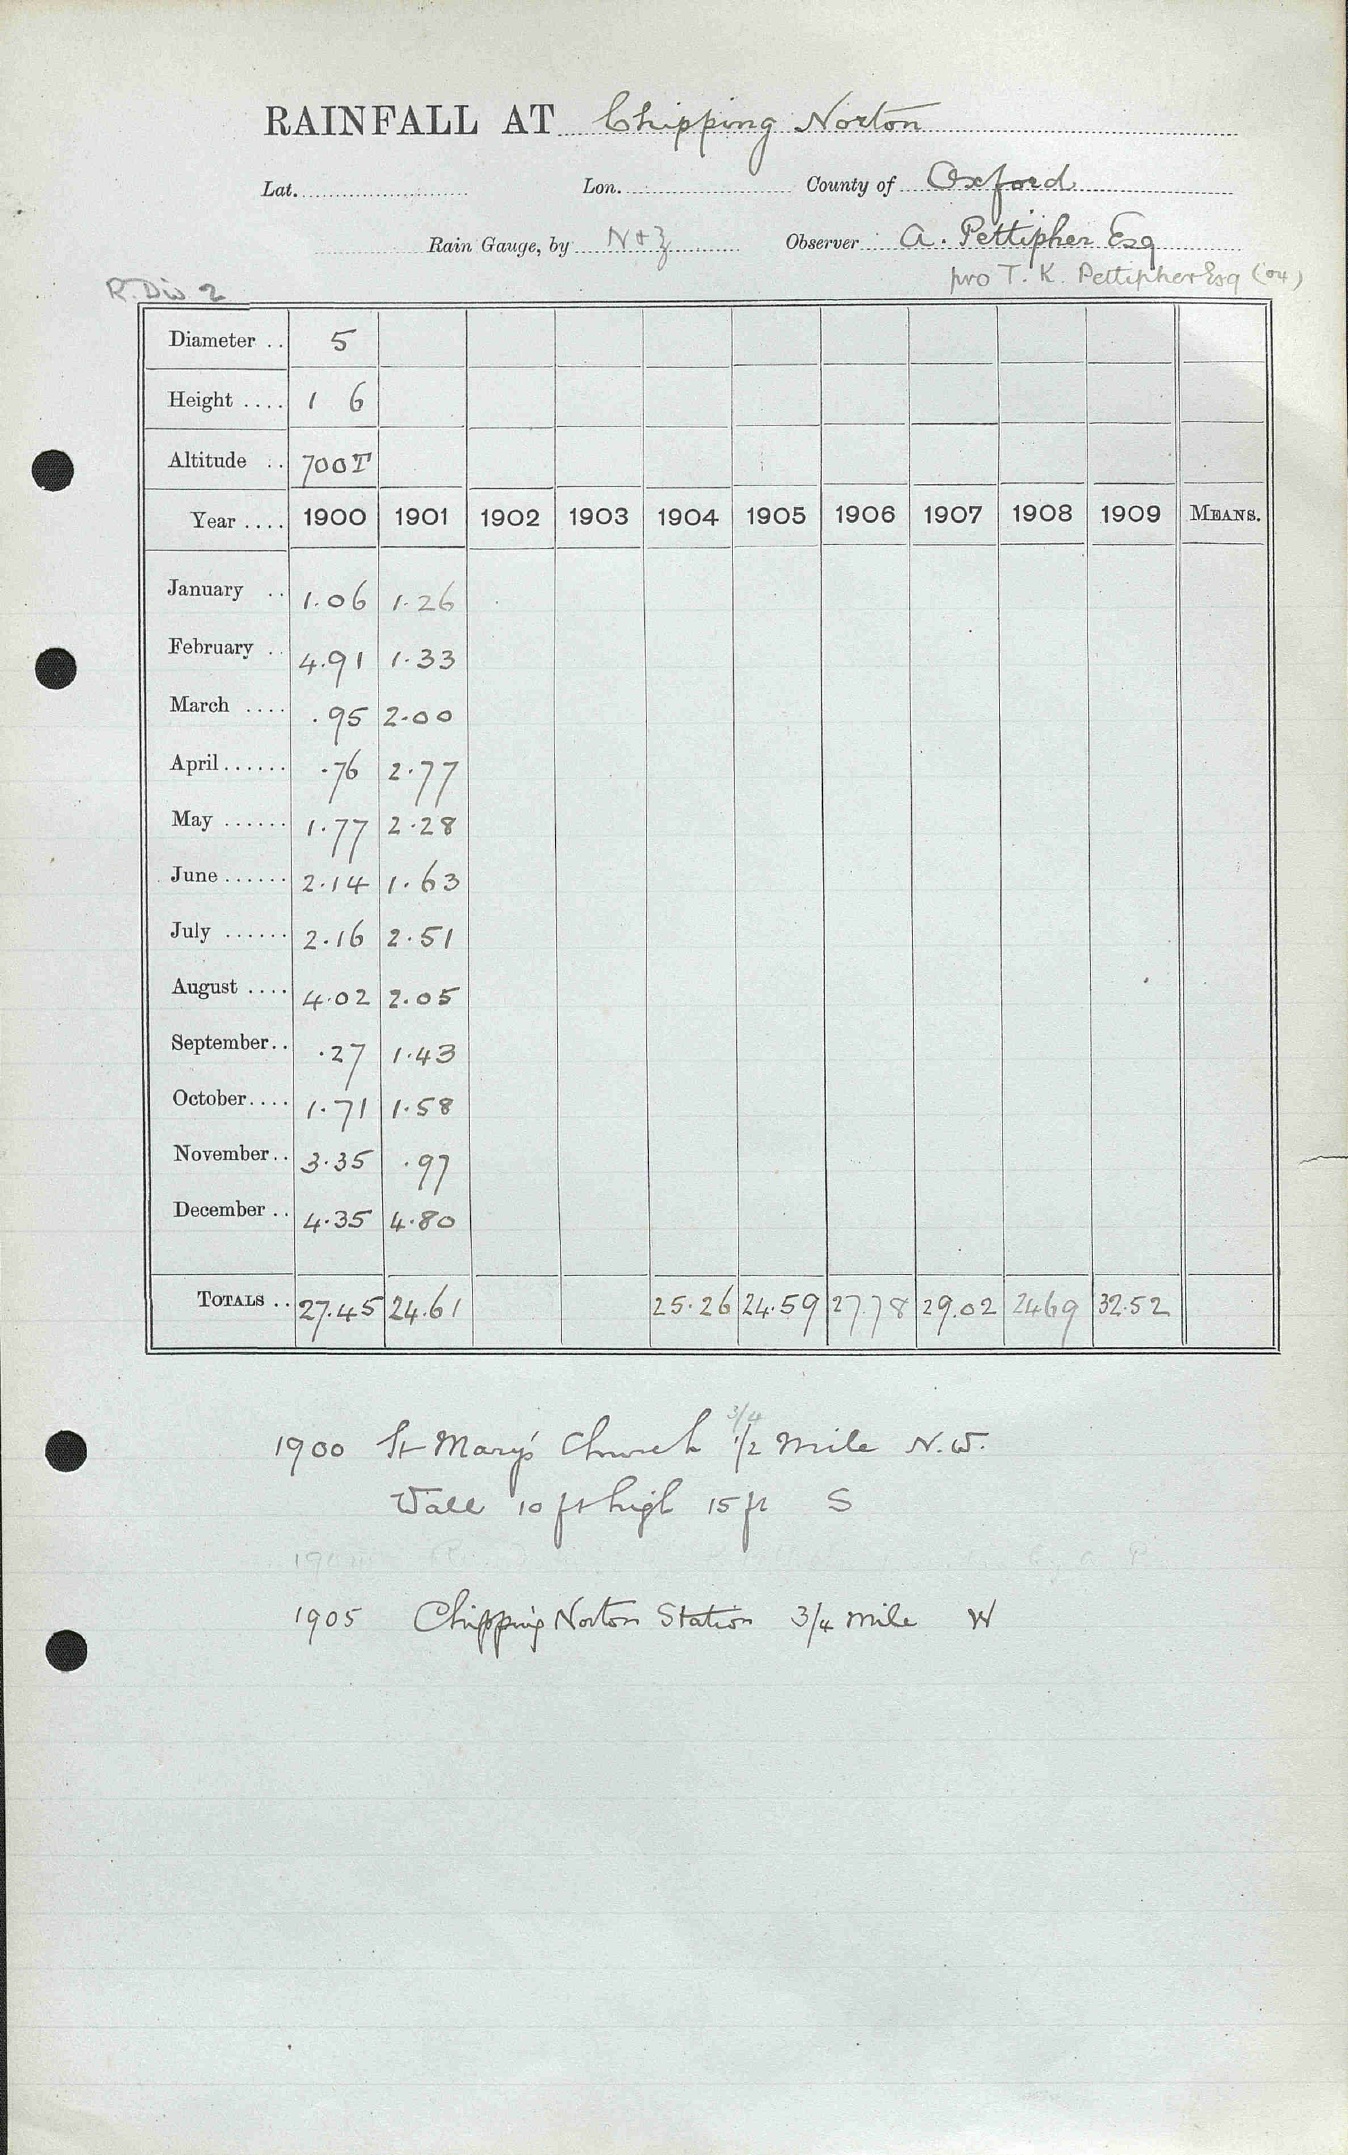 RAINFALL AT Chipping Norton
Lat. Lon. County of Oxford
Rain Gauge, by N & Z Observer A. Pettipher Esq
pro T. K. Pettipher Esq ('04)
R. Div 2
Diameter .. 5
Height .... 1 6
Altitude .. 700T
Year .... 1900 1901 1902 1903 1904 1905 1906 1907 1908 1909 MEANS.
January .. 1.06 1.26
February .. 4.91 1.33
March .... .95 2.00
April ...... .76 2.77
May ...... 1.77 2.28
June ...... 2.14 1.63
July ...... 2.16 2.51
August .... 4.02 2.05
September.. .27 1.43
October.... 1.71 1.58
November.. 3.35 .97
December .. 4.35 4.80
TOTALS .. 27.45 24.61 25.26 24.59 27.78 29.02 24.69 32.52
3/4
1900 St Mary's Church 1/2 mile N.W.
Wall 10 ft high 15 ft S
1905 Chipping Norton Station 3/4 mile W